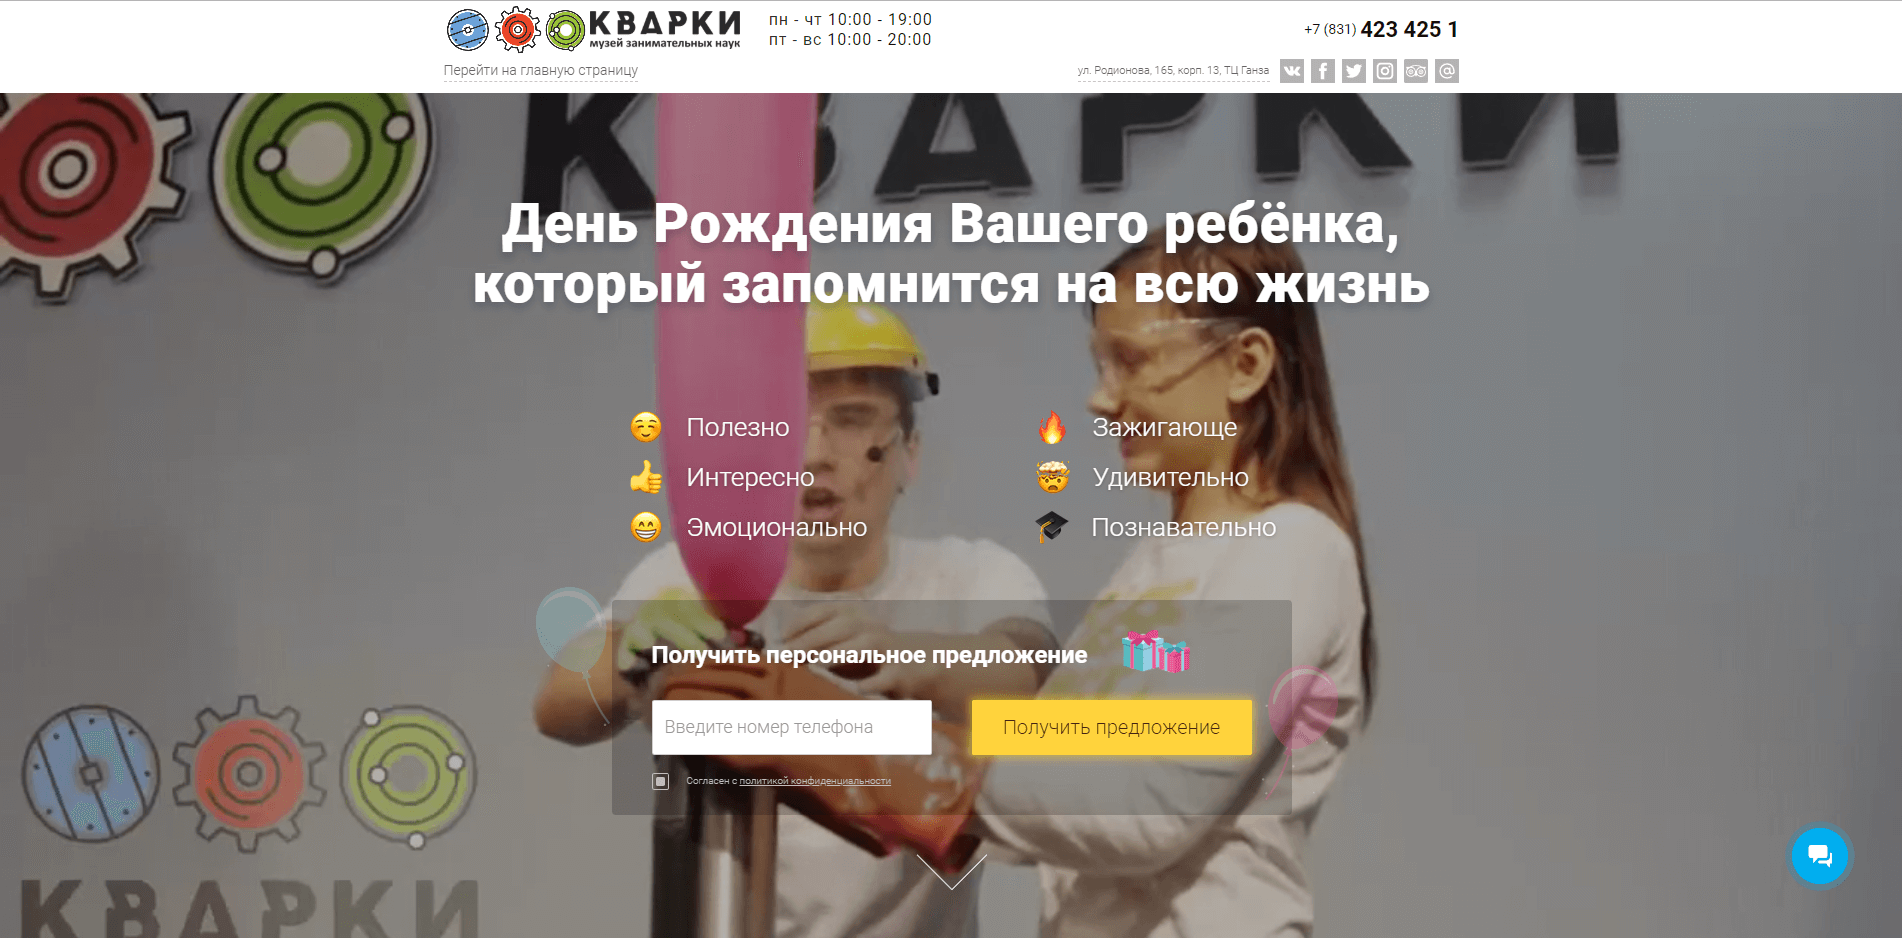 КВАРКИ
музей занимательных наук
пн - чт 10:00 - 19:00
пт - вс 10:00 - 20:00
+7 (831) 423 425 1
Перейти на главную страницу
ул. Родионова, 165, корп. 13, ТЦ Ганза
КВАРКИ
День Рождения Вашего ребёнка,
который запомнится на всю жизнь
Полезно
Зажигающе
Интересно
Удивительно
Эмоционально
Познавательно
Получить персональное предложение
Введите номер телефона
Получить предложение
Согласен с политикой конфиденциальности
КВАРКИ